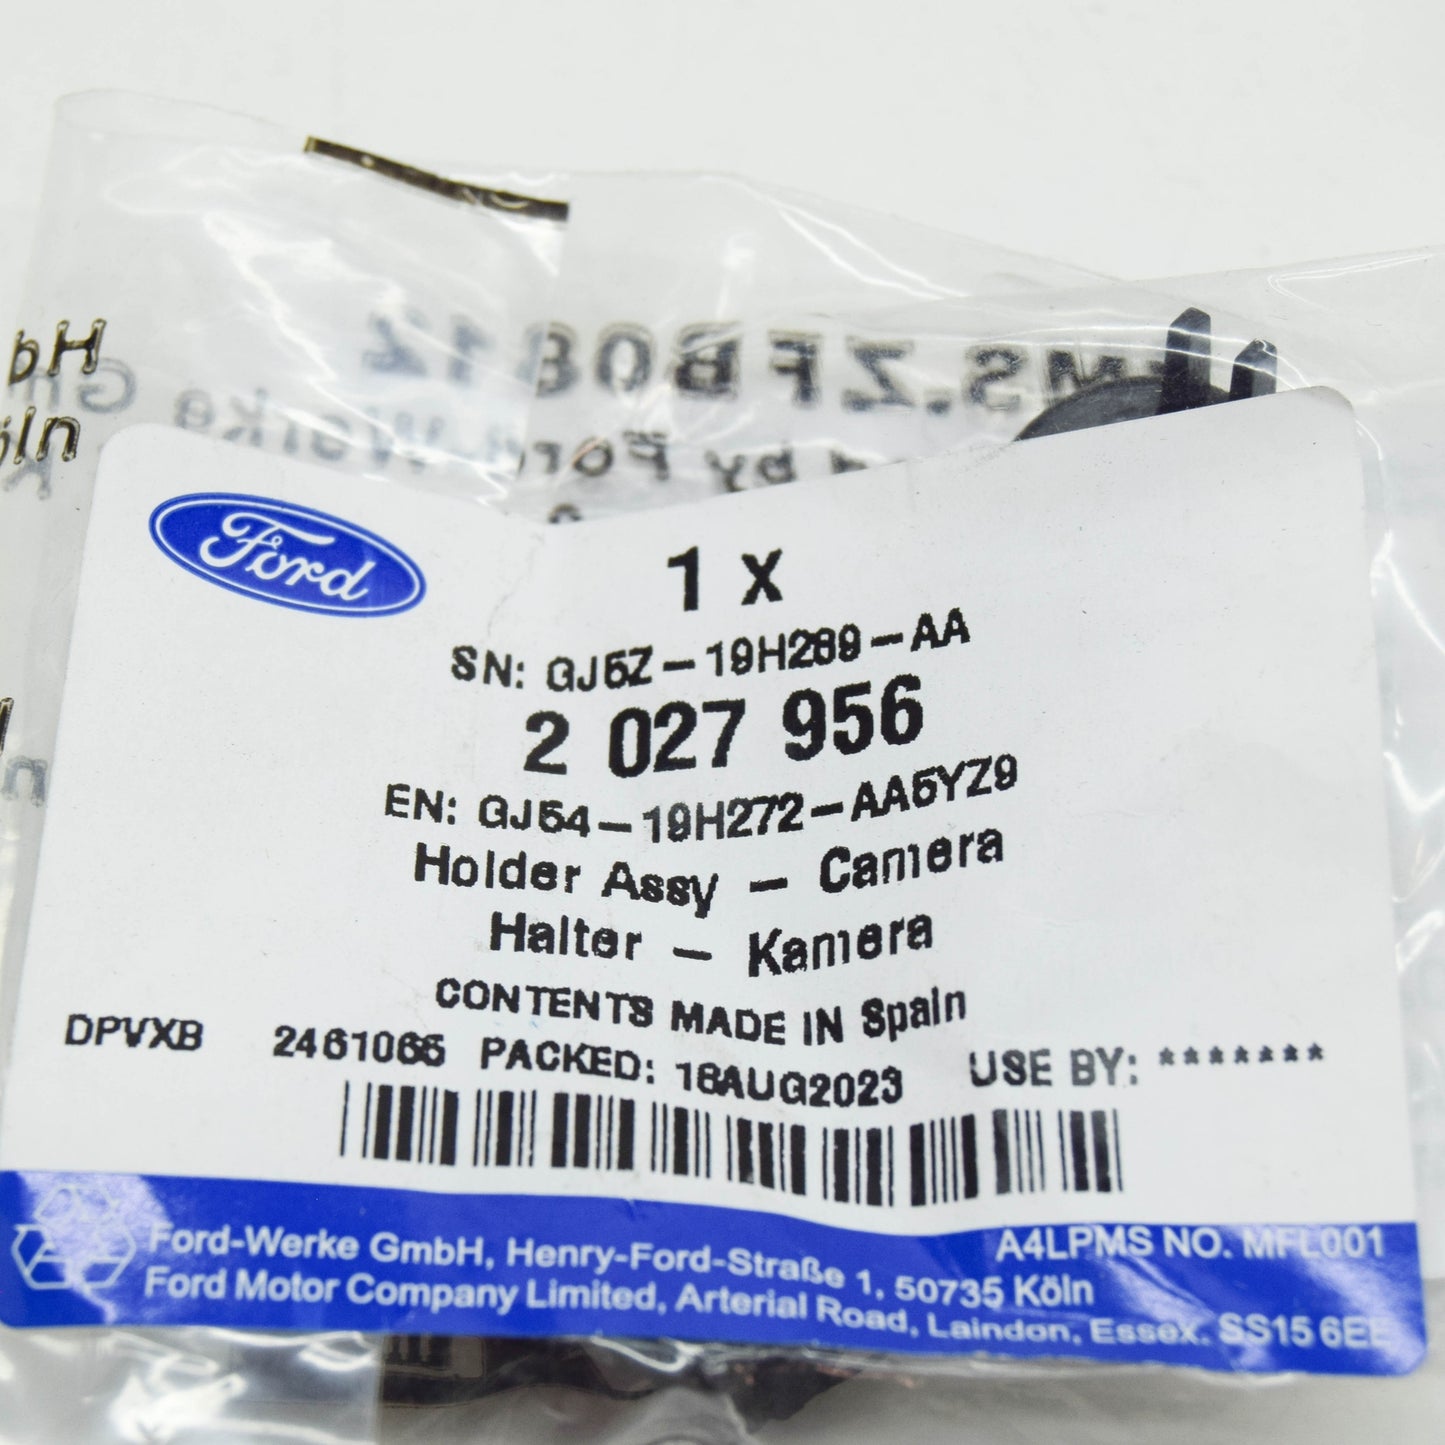 Ford
1 x
SN: GJ5Z-19H289-AA
2 027 956
EN: GJ54-19H272-AA5YZ9
Holder Assy - Camera
Halter - Kamera
CONTENTS MADE IN Spain
DPVXB 2461065 PACKED: 18AUG2023 USE BY: *******
A4LPMS NO. MFL001
Ford-Werke GmbH, Henry-Ford-Straße 1, 50735 Köln
Ford Motor Company Limited, Arterial Road, Laindon, Essex. SS15 6EE